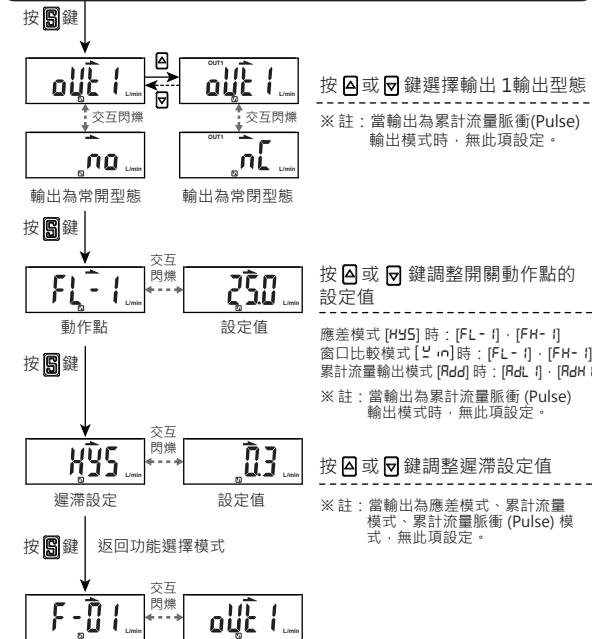 按 S 鍵
oUt1
L/min
OUT1
oUt1
L/min
按 △ 或 ▽ 鍵選擇輸出 1輸出型態
交互閃爍
交互閃爍
※ 註：當輸出為累計流量脈衝(Pulse)
輸出模式時，無此項設定。
no
L/min
OUT1
nC
L/min
輸出為常開型態
輸出為常閉型態
按 S 鍵
FL-1
L/min
交互
閃爍
25.0
L/min
按 △ 或 ▽ 鍵調整開關動作點的
設定值
動作點
設定值
應差模式 [HYS] 時：[FL-1]，[FH-1]
窗口比較模式 [Win] 時：[FL-1]，[FH-1]
累計流量輸出模式 [Add] 時：[AdL1]，[AdH1
※ 註：當輸出為累計流量脈衝 (Pulse)
輸出模式時，無此項設定。
按 S 鍵
HYS
L/min
交互
閃爍
0.3
L/min
按 △ 或 ▽ 鍵調整遲滯設定值
遲滯設定
設定值
※ 註：當輸出為應差模式、累計流量
模式、累計流量脈衝 (Pulse) 模
式，無此項設定。
按 S 鍵
返回功能選擇模式
F-01
L/min
交互
閃爍
oUt1
L/min